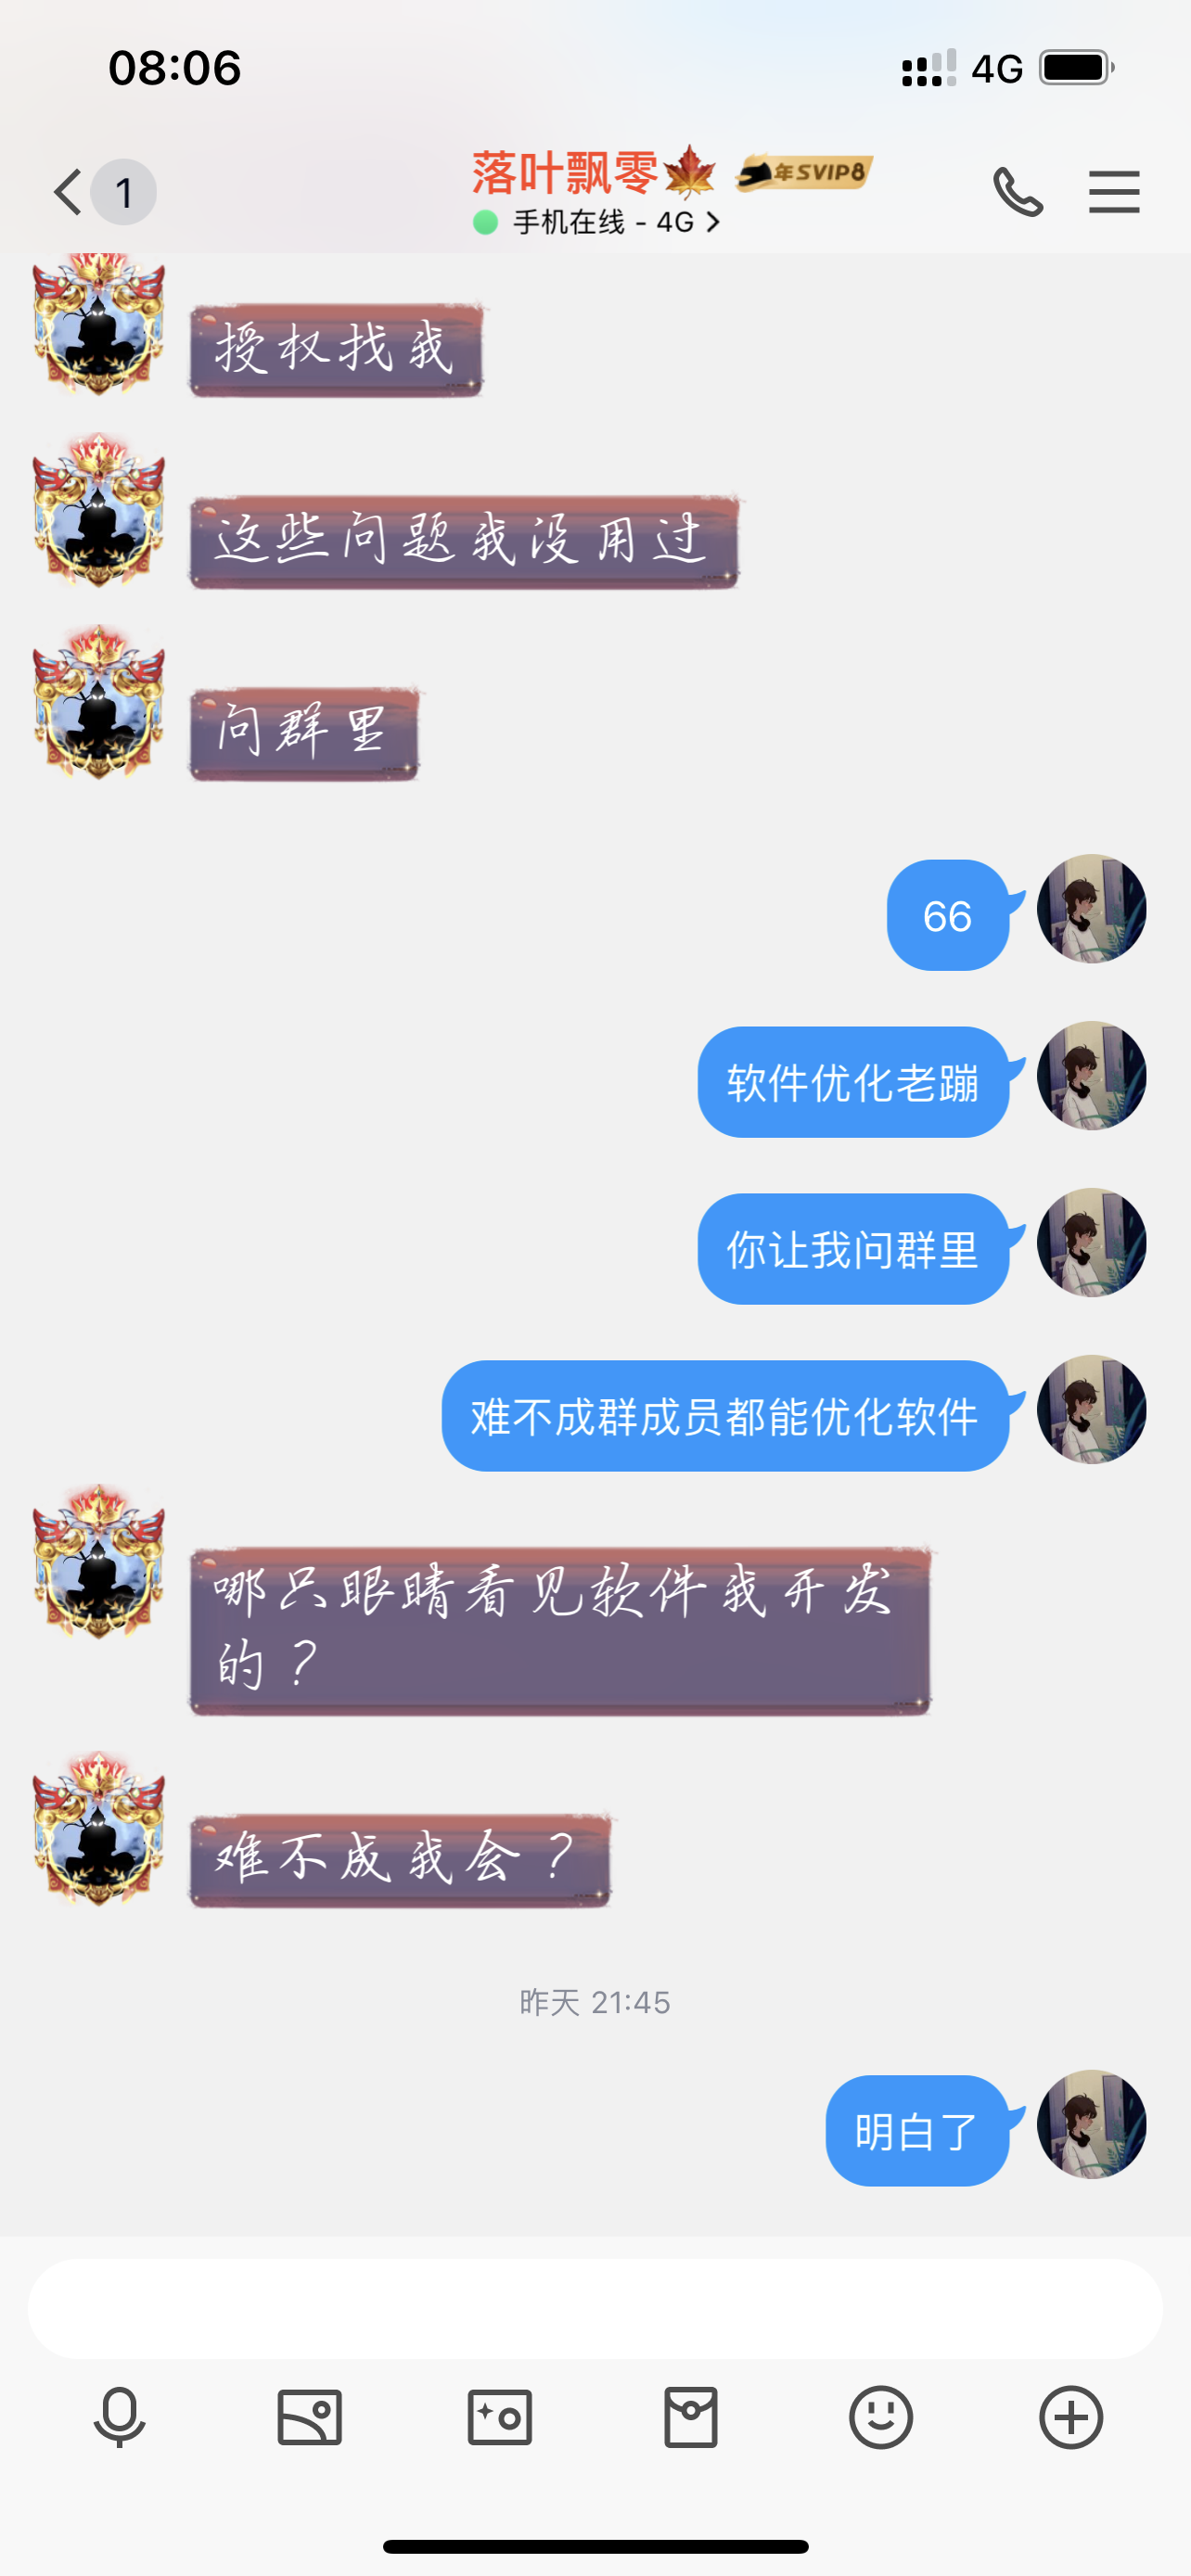 08:06
4G
1
落叶飘零🍁
年SVIP8
手机在线 - 4G
授权找我
这些问题我没用过
问群里
66
软件优化老蹦
你让我问群里
难不成群成员都能优化软件
哪只眼睛看见软件我开发
的？
难不成我会？
昨天 21:45
明白了